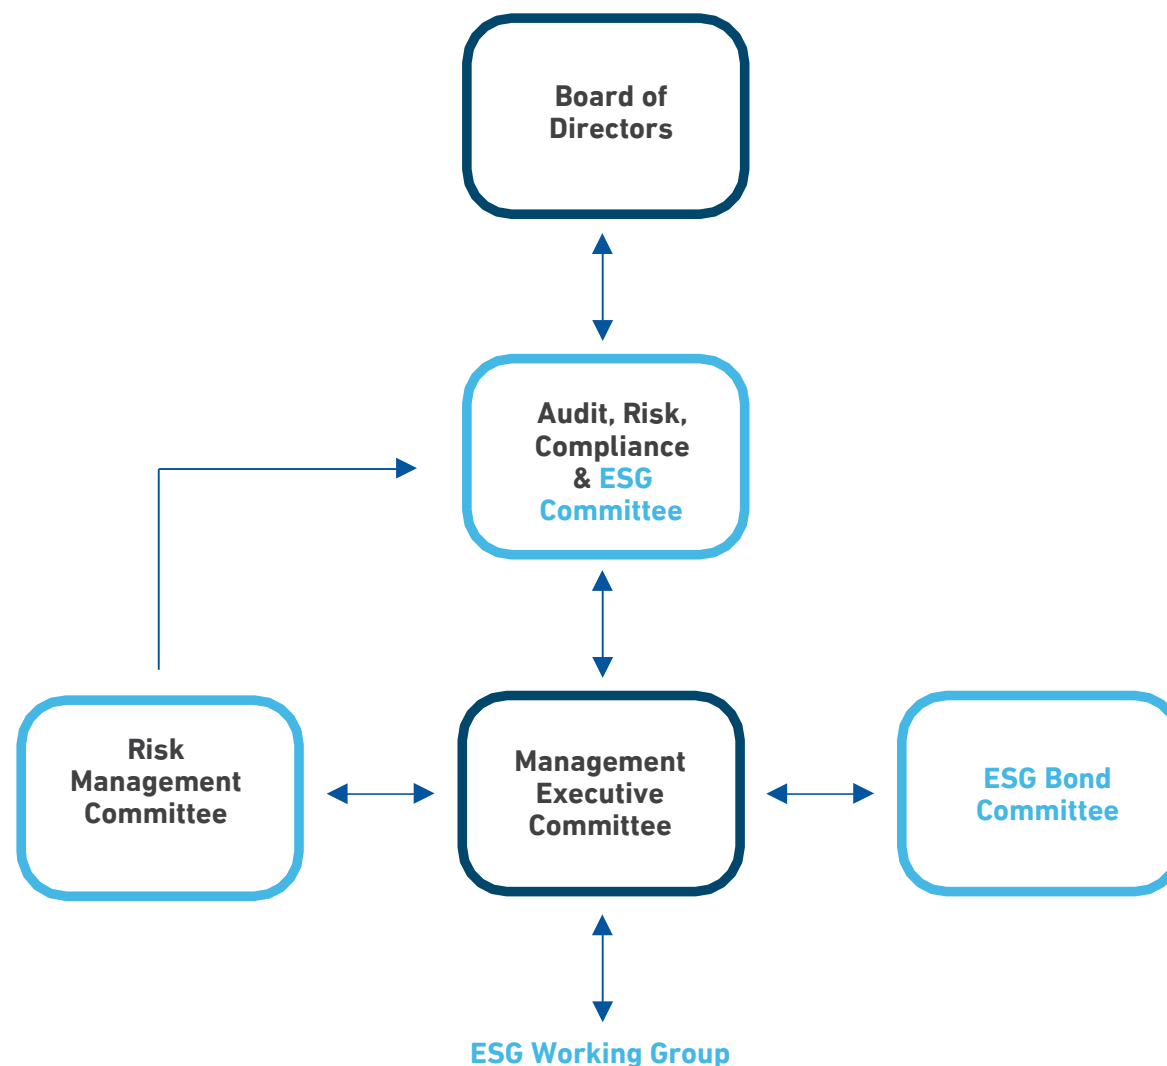 Board of
Directors
Audit, Risk,
Compliance
& ESG
Committee
Risk
Management
Committee
Management
Executive
Committee
ESG Bond
Committee
ESG Working Group